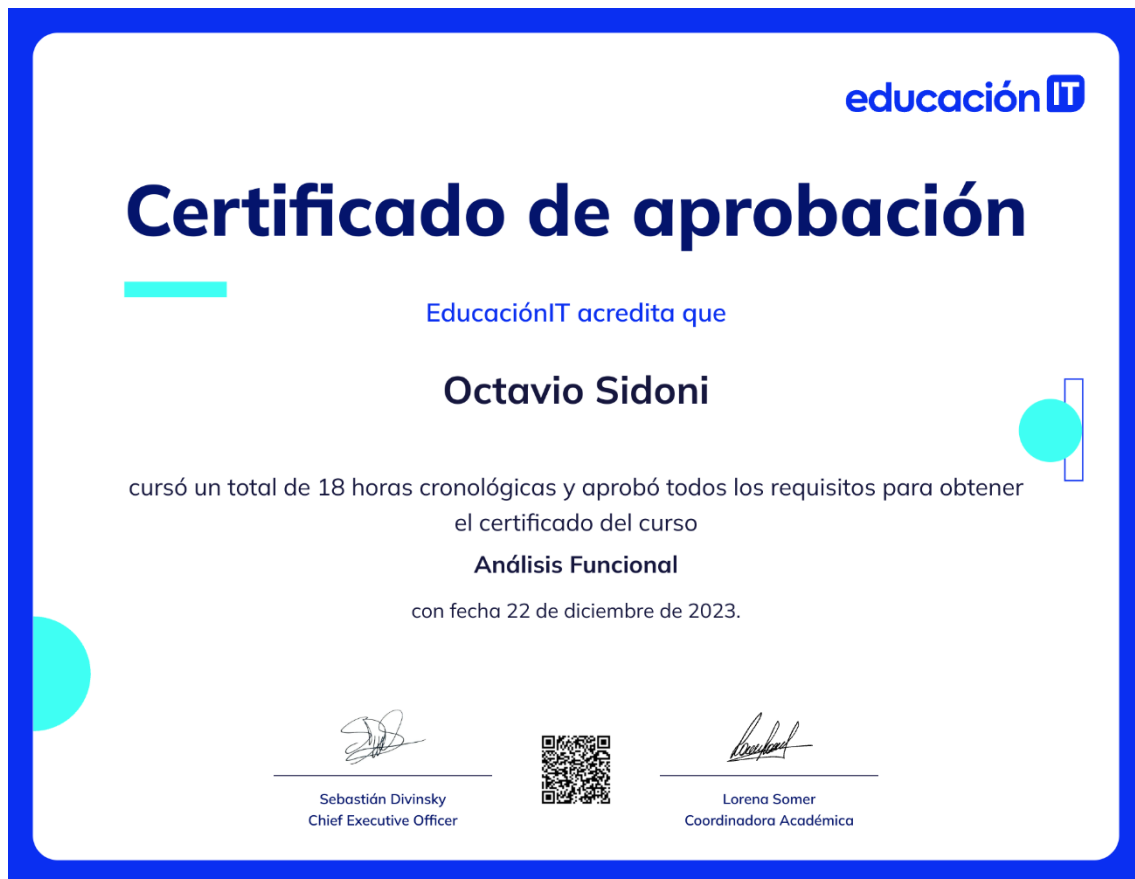 educación IT
Certificado de aprobación
EducaciónIT acredita que
Octavio Sidoni
cursó un total de 18 horas cronológicas y aprobó todos los requisitos para obtener
el certificado del curso
Análisis Funcional
con fecha 22 de diciembre de 2023.
Sebastián Divinsky
Chief Executive Officer
Lorena Somer
Coordinadora Académica